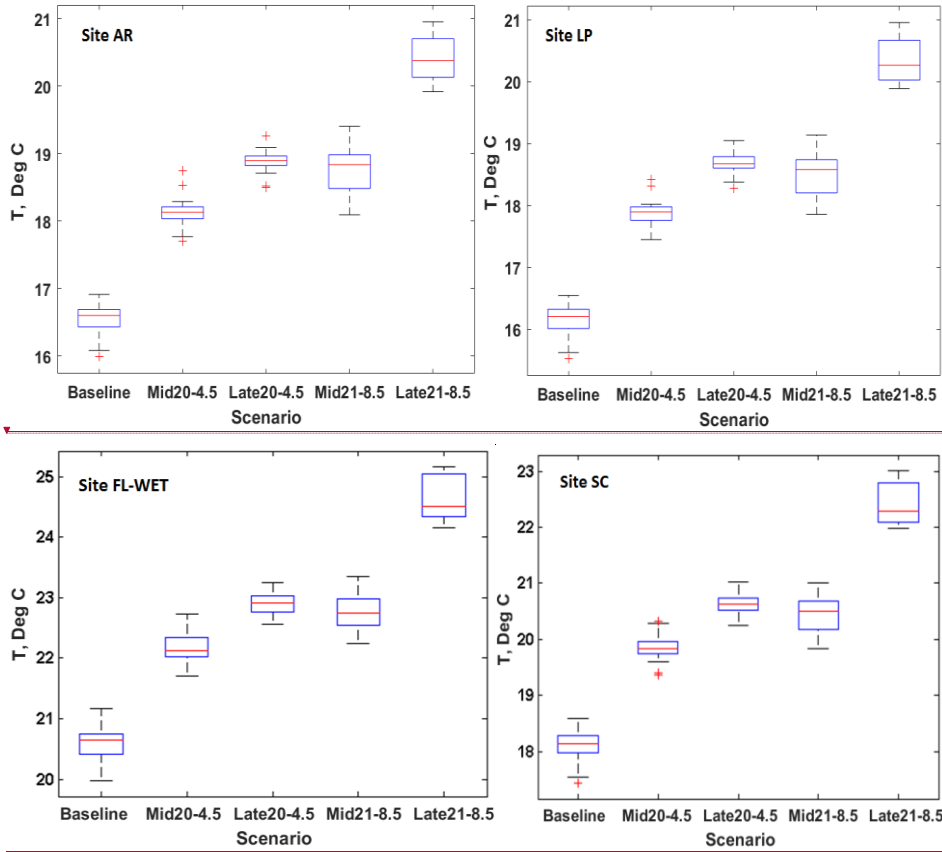 Site AR
21
20
19
18
17
16
T, Deg C
Baseline Mid20-4.5 Late20-4.5 Mid21-8.5 Late21-8.5
Scenario
Site LP
21
20
19
18
17
16
T, Deg C
Baseline Mid20-4.5 Late20-4.5 Mid21-8.5 Late21-8.5
Scenario
Site FL-WET
25
24
23
22
21
20
T, Deg C
Baseline Mid20-4.5 Late20-4.5 Mid21-8.5 Late21-8.5
Scenario
Site SC
23
22
21
20
19
18
T, Deg C
Baseline Mid20-4.5 Late20-4.5 Mid21-8.5 Late21-8.5
Scenario